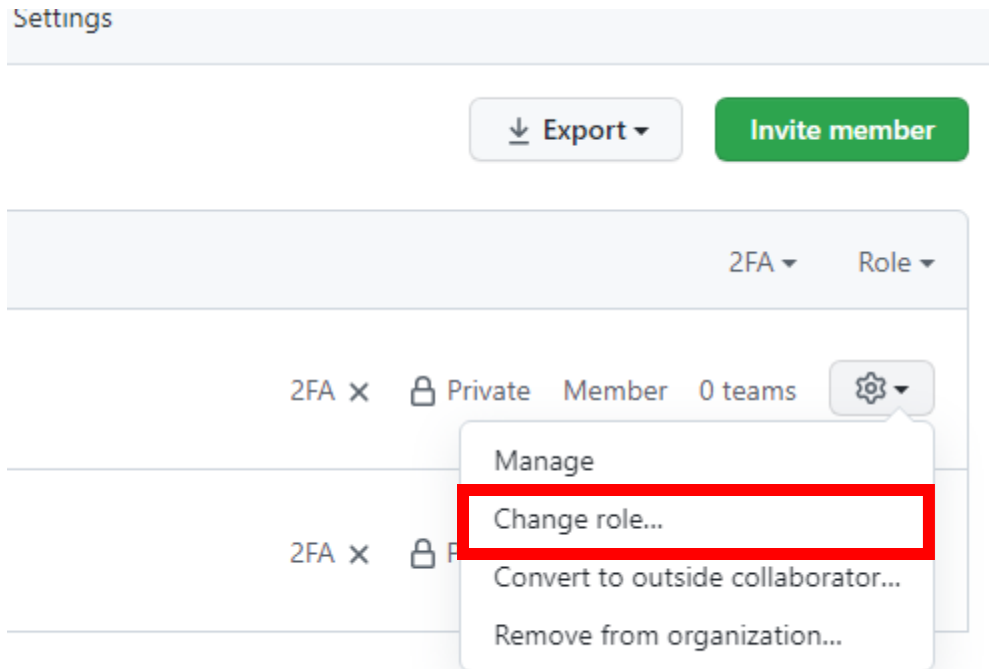 Settings
Export
Invite member
2FA Role
2FA Private Member 0 teams
Manage
Change role...
2FA
Convert to outside collaborator...
Remove from organization...